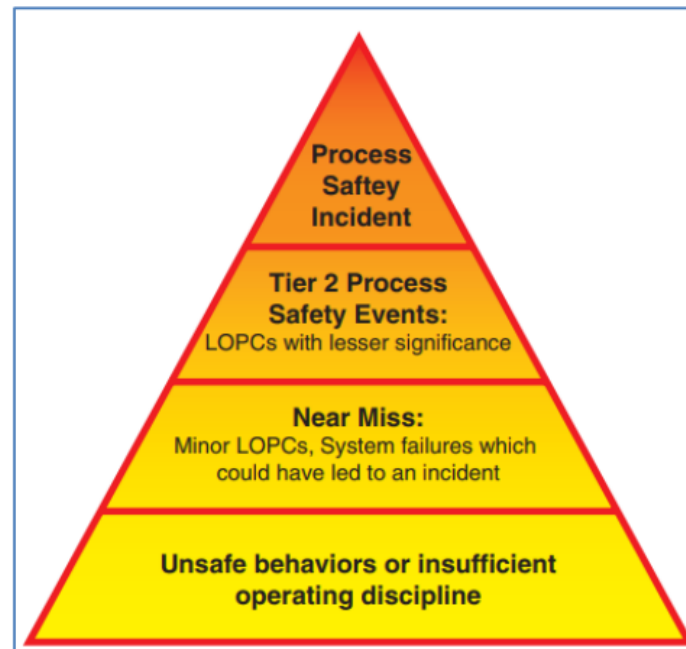 Process
Saftey
Incident
Tier 2 Process
Safety Events:
LOPCs with lesser significance
Near Miss:
Minor LOPCs, System failures which
could have led to an incident
Unsafe behaviors or insufficient
operating discipline